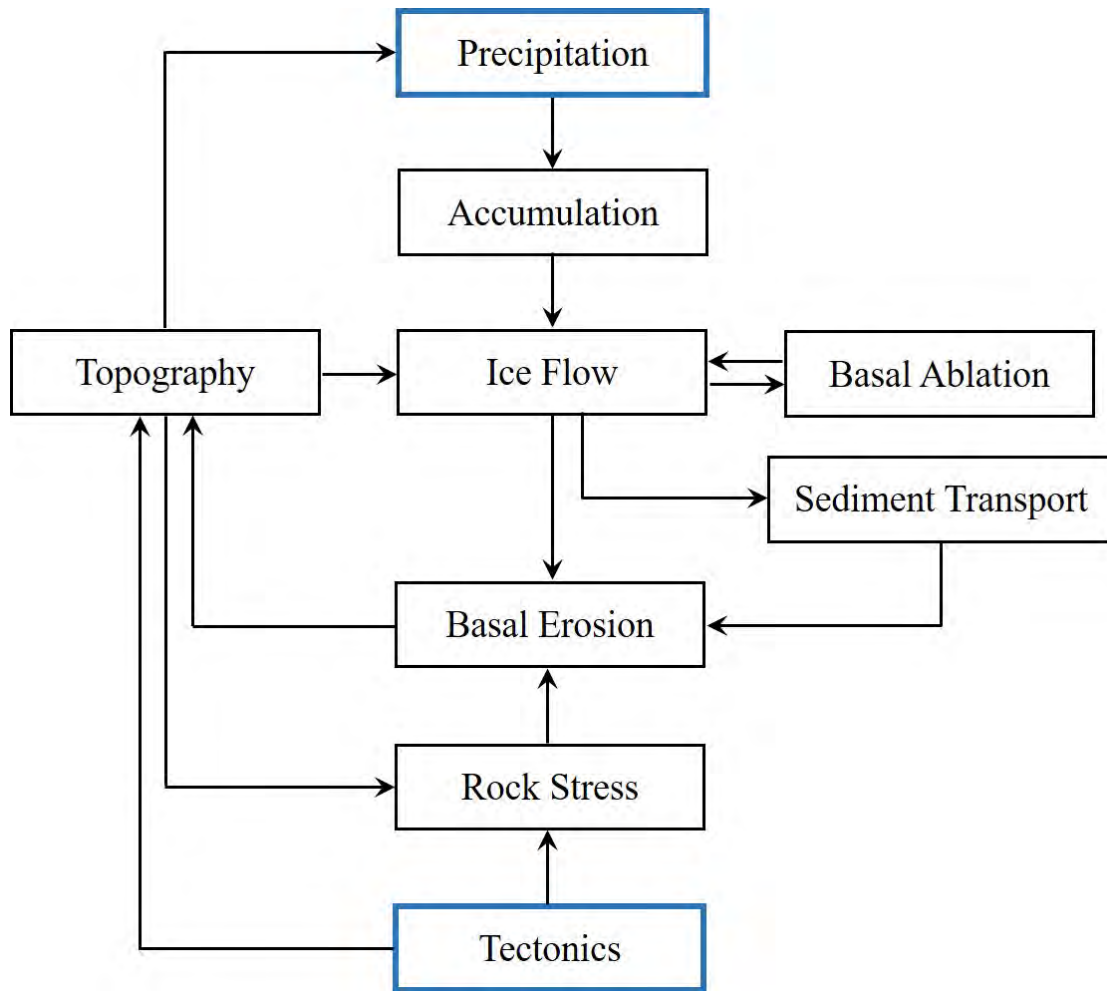 Precipitation
Accumulation
Topography
Ice Flow
Basal Ablation
Sediment Transport
Basal Erosion
Rock Stress
Tectonics